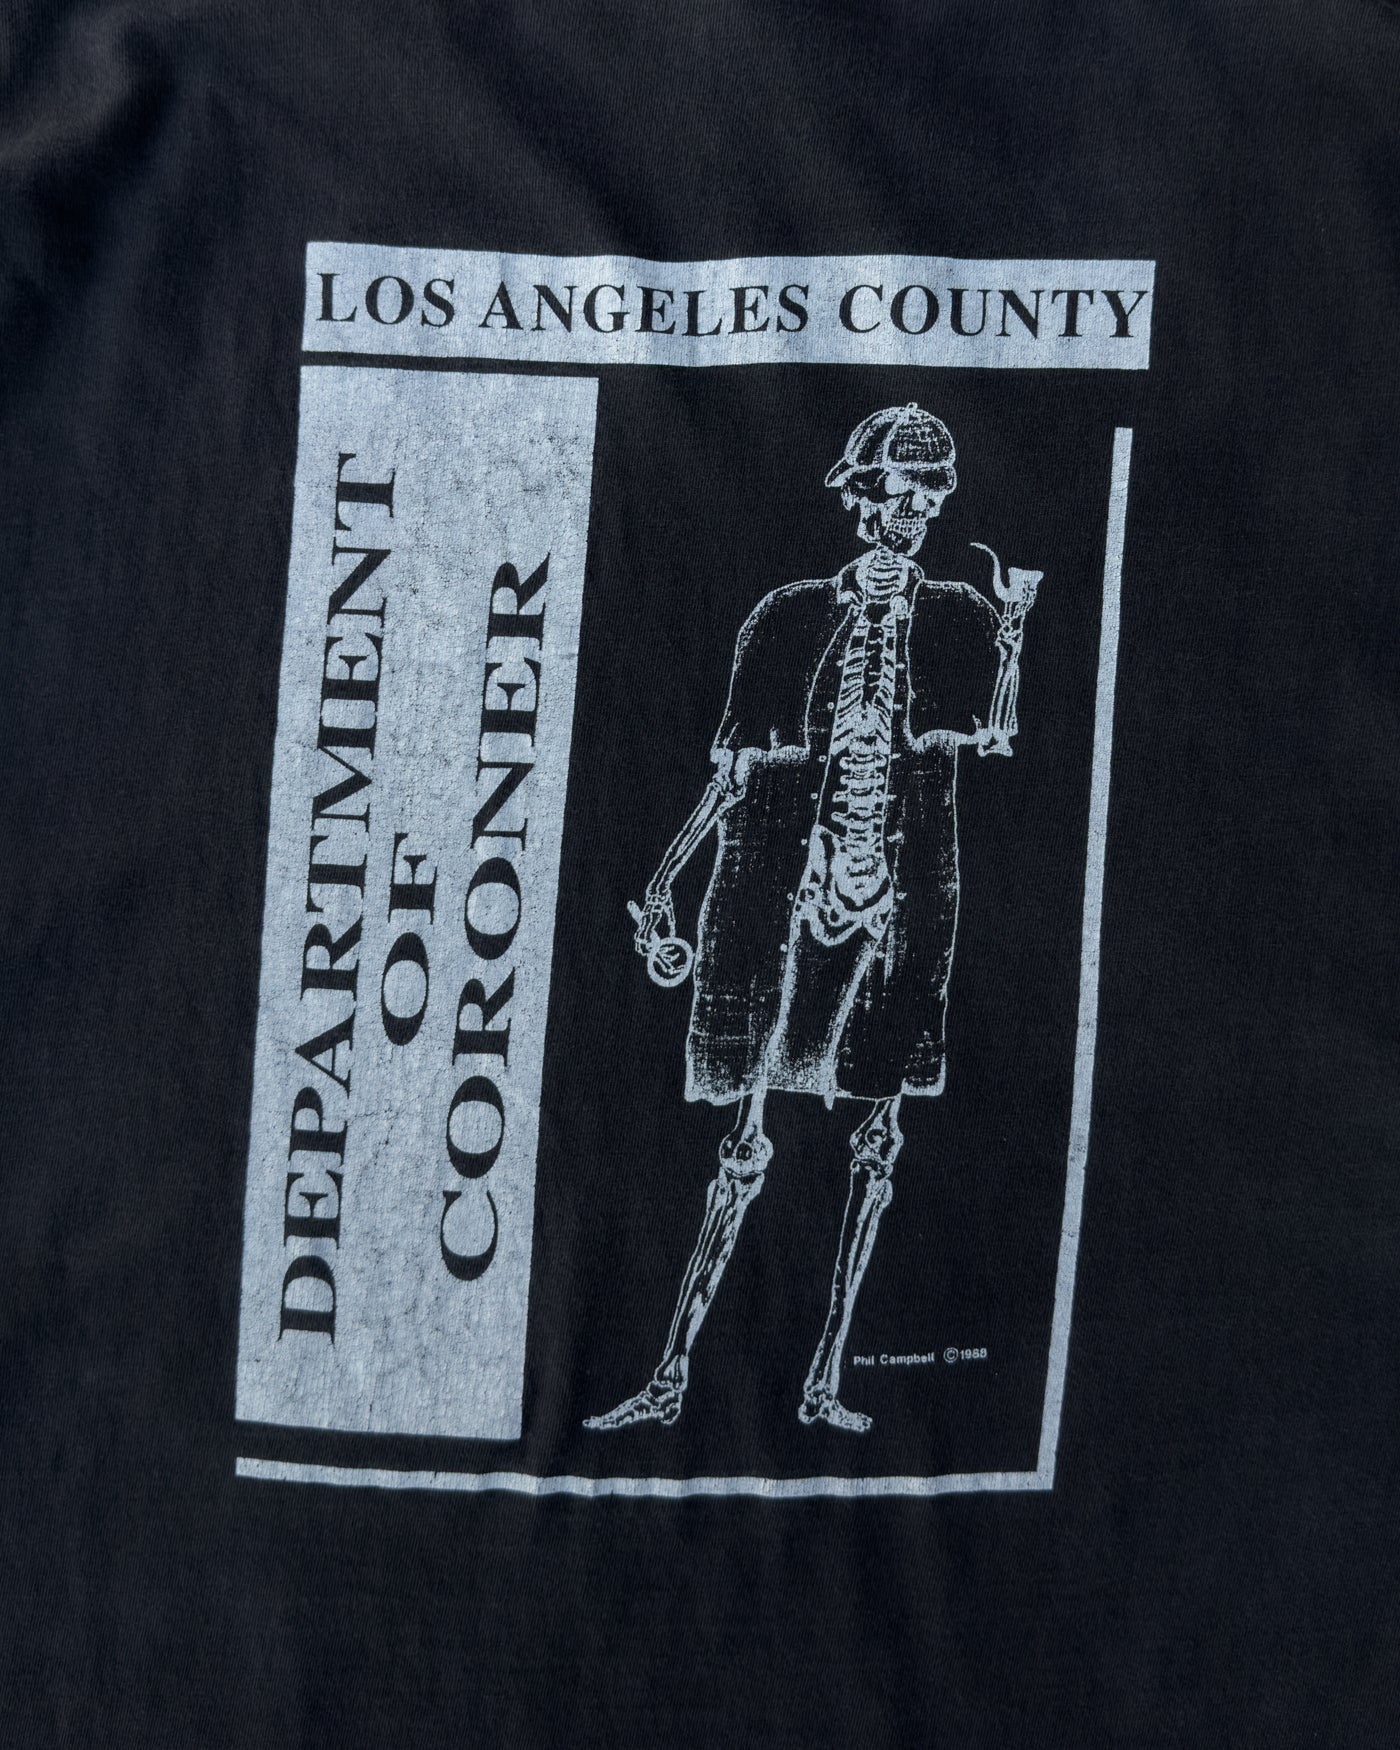 LOS ANGELES COUNTY
DEPARTMENT
OF
CORONER
Phil Campbell ©1988